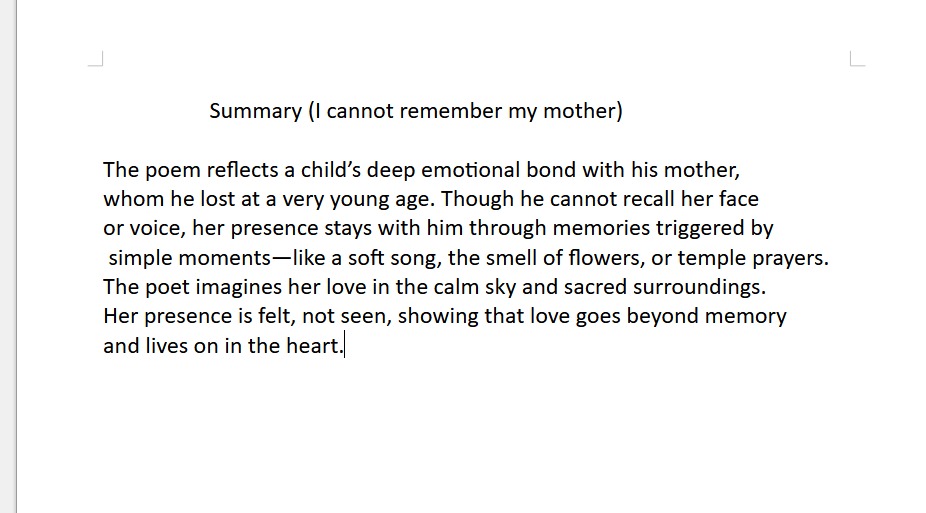 Summary (I cannot remember my mother)
The poem reflects a child’s deep emotional bond with his mother,
whom he lost at a very young age. Though he cannot recall her face
or voice, her presence stays with him through memories triggered by
simple moments—like a soft song, the smell of flowers, or temple prayers.
The poet imagines her love in the calm sky and sacred surroundings.
Her presence is felt, not seen, showing that love goes beyond memory
and lives on in the heart.